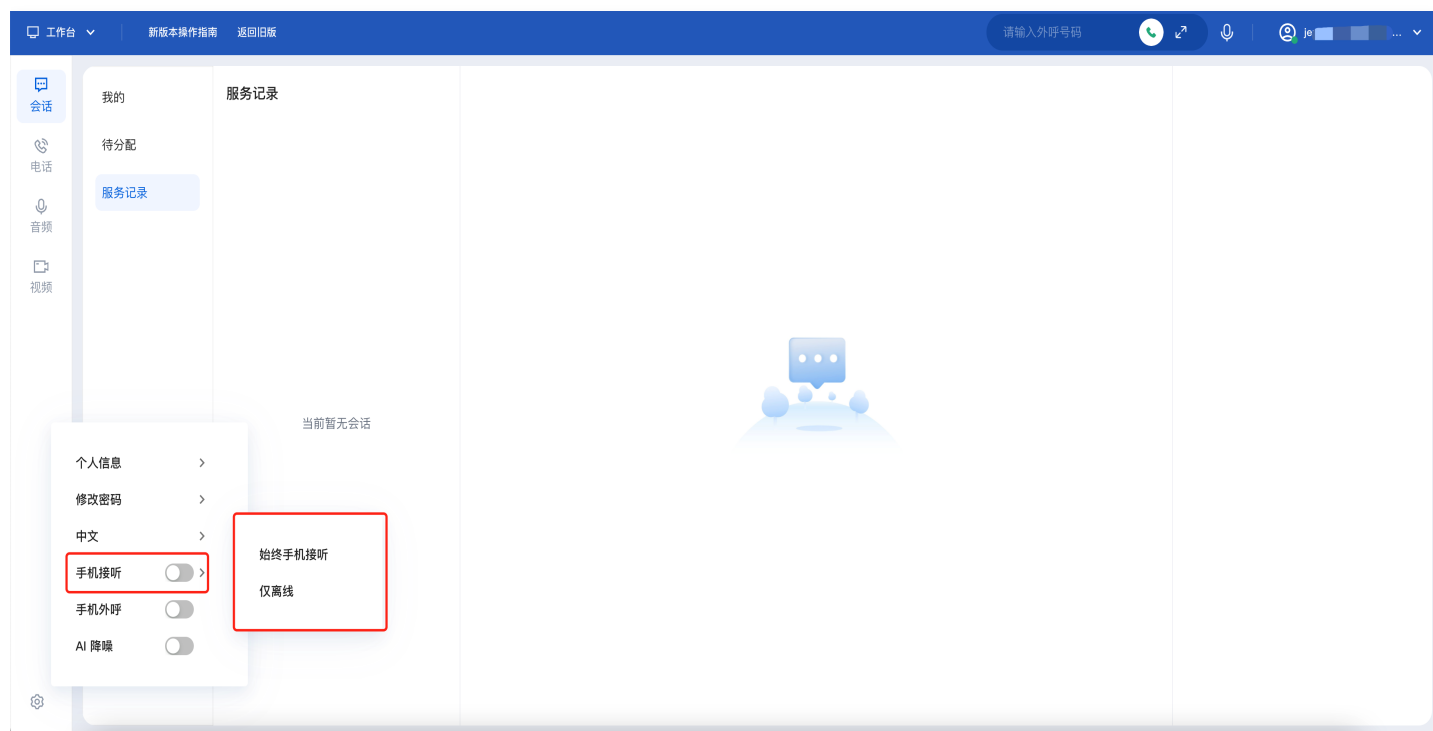 工作台
新版本操作指南
返回旧版
请输入外呼号码
je
...
会话
电话
音频
视频
我的
待分配
服务记录
服务记录
当前暂无会话
个人信息
修改密码
中文
手机接听
手机外呼
AI 降噪
始终手机接听
仅离线